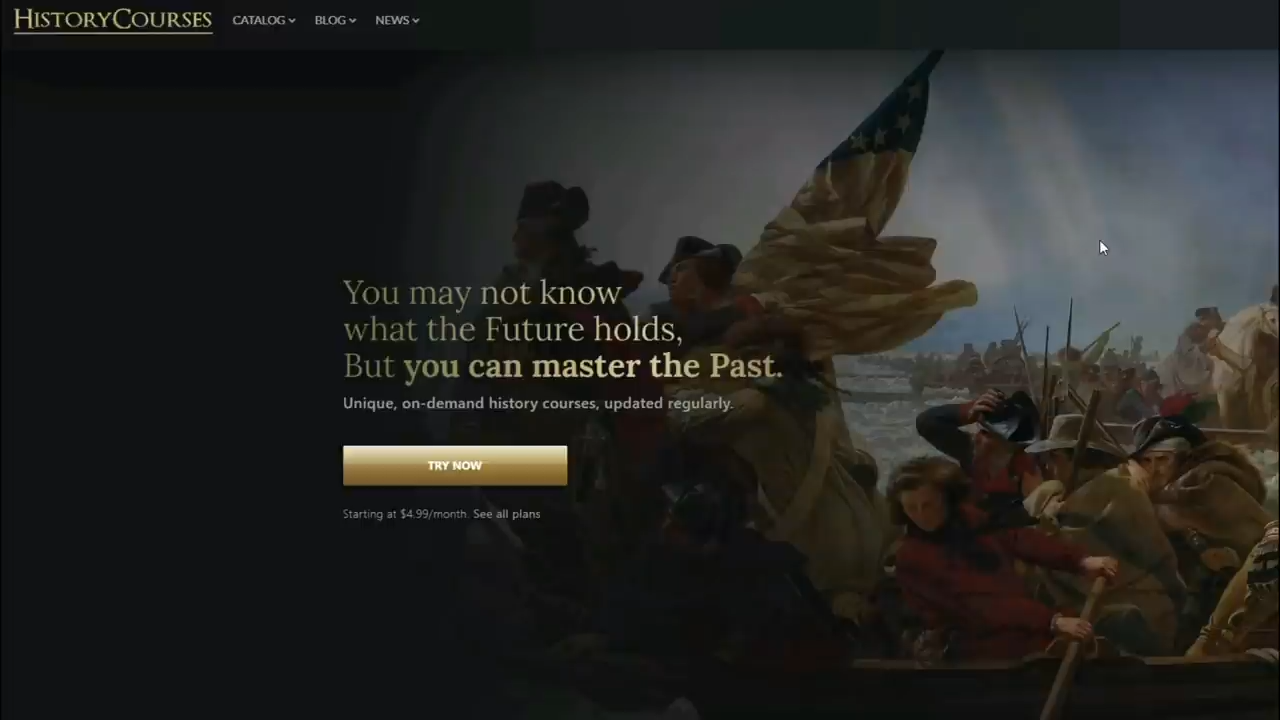 HISTORYCOURSES
CATALOG
BLOG
NEWS
You may not know
what the Future holds,
But you can master the Past.
Unique, on-demand history courses, updated regularly.
TRY NOW
Starting at $4.99/month. See all plans